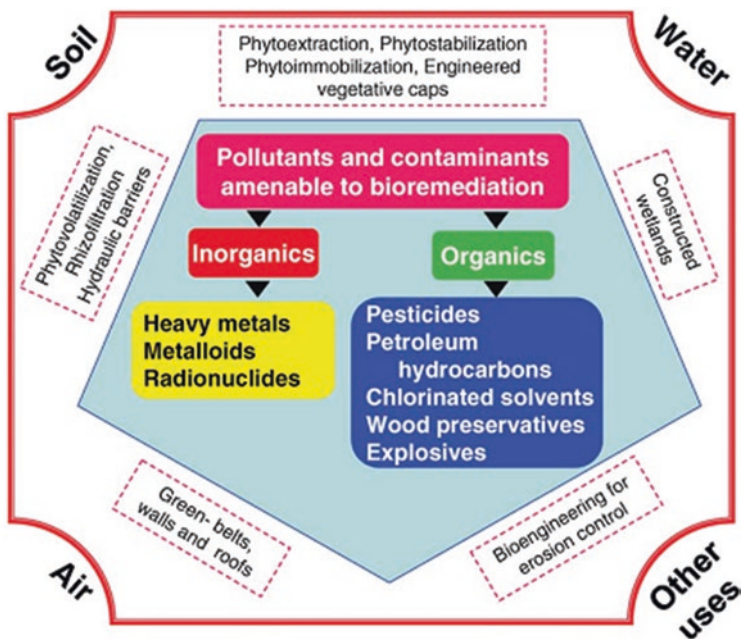 Soil
Phytoextraction, Phytostabilization
Phytoimmobilization, Engineered
vegetative caps
Water
Phytovolatilization,
Rhizofiltration
Hydraulic barriers
Pollutants and contaminants
amenable to bioremediation
Constructed
wetlands
Inorganics
Organics
Heavy metals
Metalloids
Radionuclides
Pesticides
Petroleum
hydrocarbons
Chlorinated solvents
Wood preservatives
Explosives
Green- belts,
walls and roofs
Bioengineering for
erosion control
Air
Other
uses